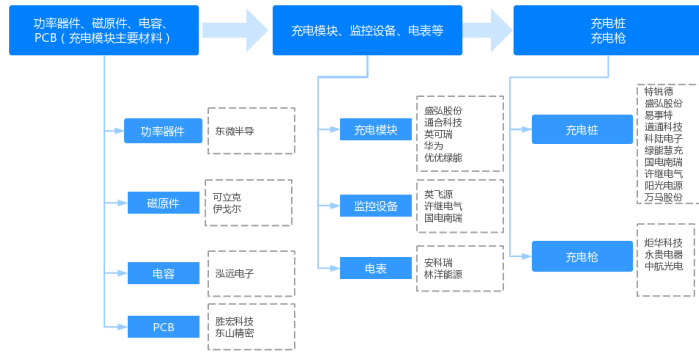 功率器件、磁原件、电容、
PCB（充电模块主要材料）
充电模块、监控设备、电表等
充电桩
充电枪
功率器件
东微半导
磁原件
可立克
伊戈尔
电容
泓远电子
PCB
胜宏科技
东山精密
充电模块
盛弘股份
通合科技
英可瑞
华为
优优绿能
监控设备
英飞源
许继电气
国电南瑞
电表
安科瑞
林洋能源
充电桩
特锐德
盛弘股份
易事特
道通科技
科陆电子
绿能慧充
国电南瑞
许继电气
阳光电源
万马股份
充电枪
炬华科技
永贵电器
中航光电